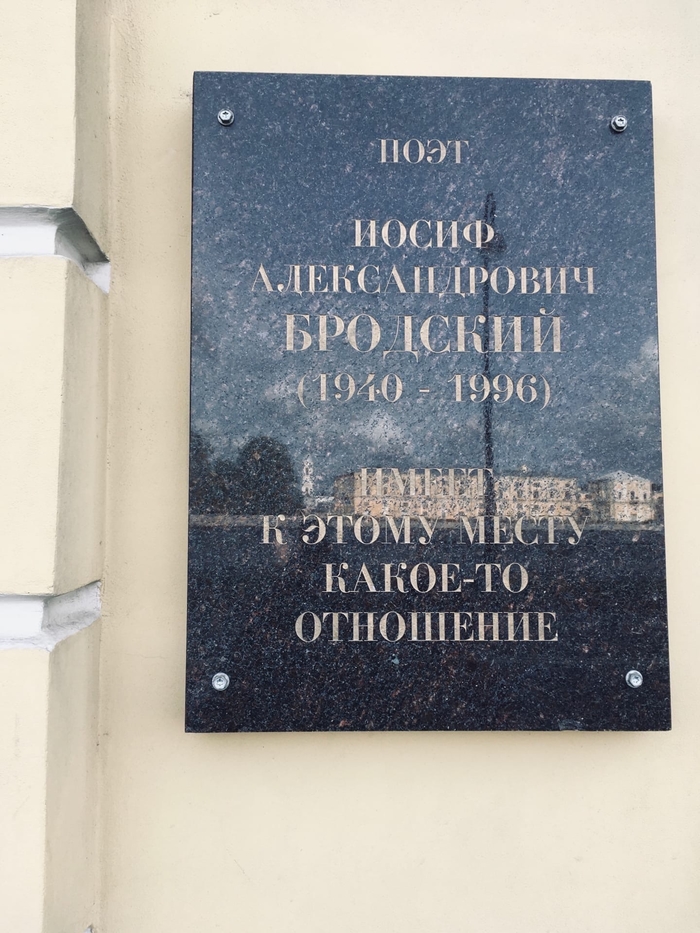 ПОЭТ
ИОСИФ
АЛЕКСАНДРОВИЧ
БРОДСКИЙ
(1940 - 1996)
ИМЕЕТ
К ЭТОМУ МЕСТУ
КАКОЕ-ТО
ОТНОШЕНИЕ